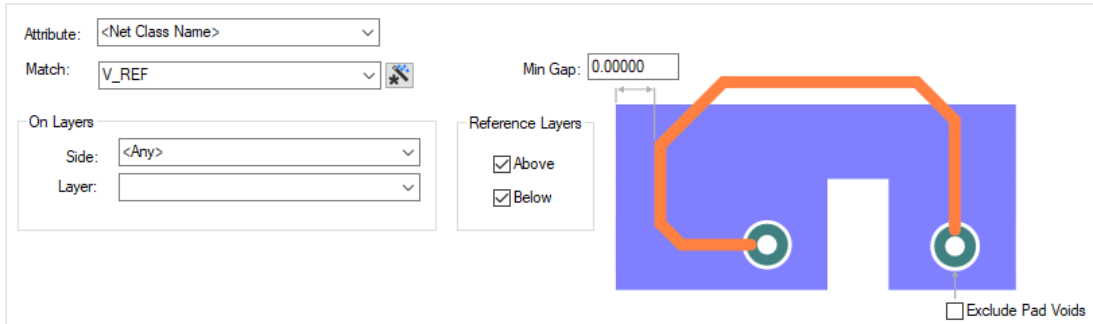 Attribute: <Net Class Name>
Match: V_REF
Min Gap: 0.00000
On Layers
Side: <Any>
Layer:
Reference Layers
Above
Below
Exclude Pad Voids